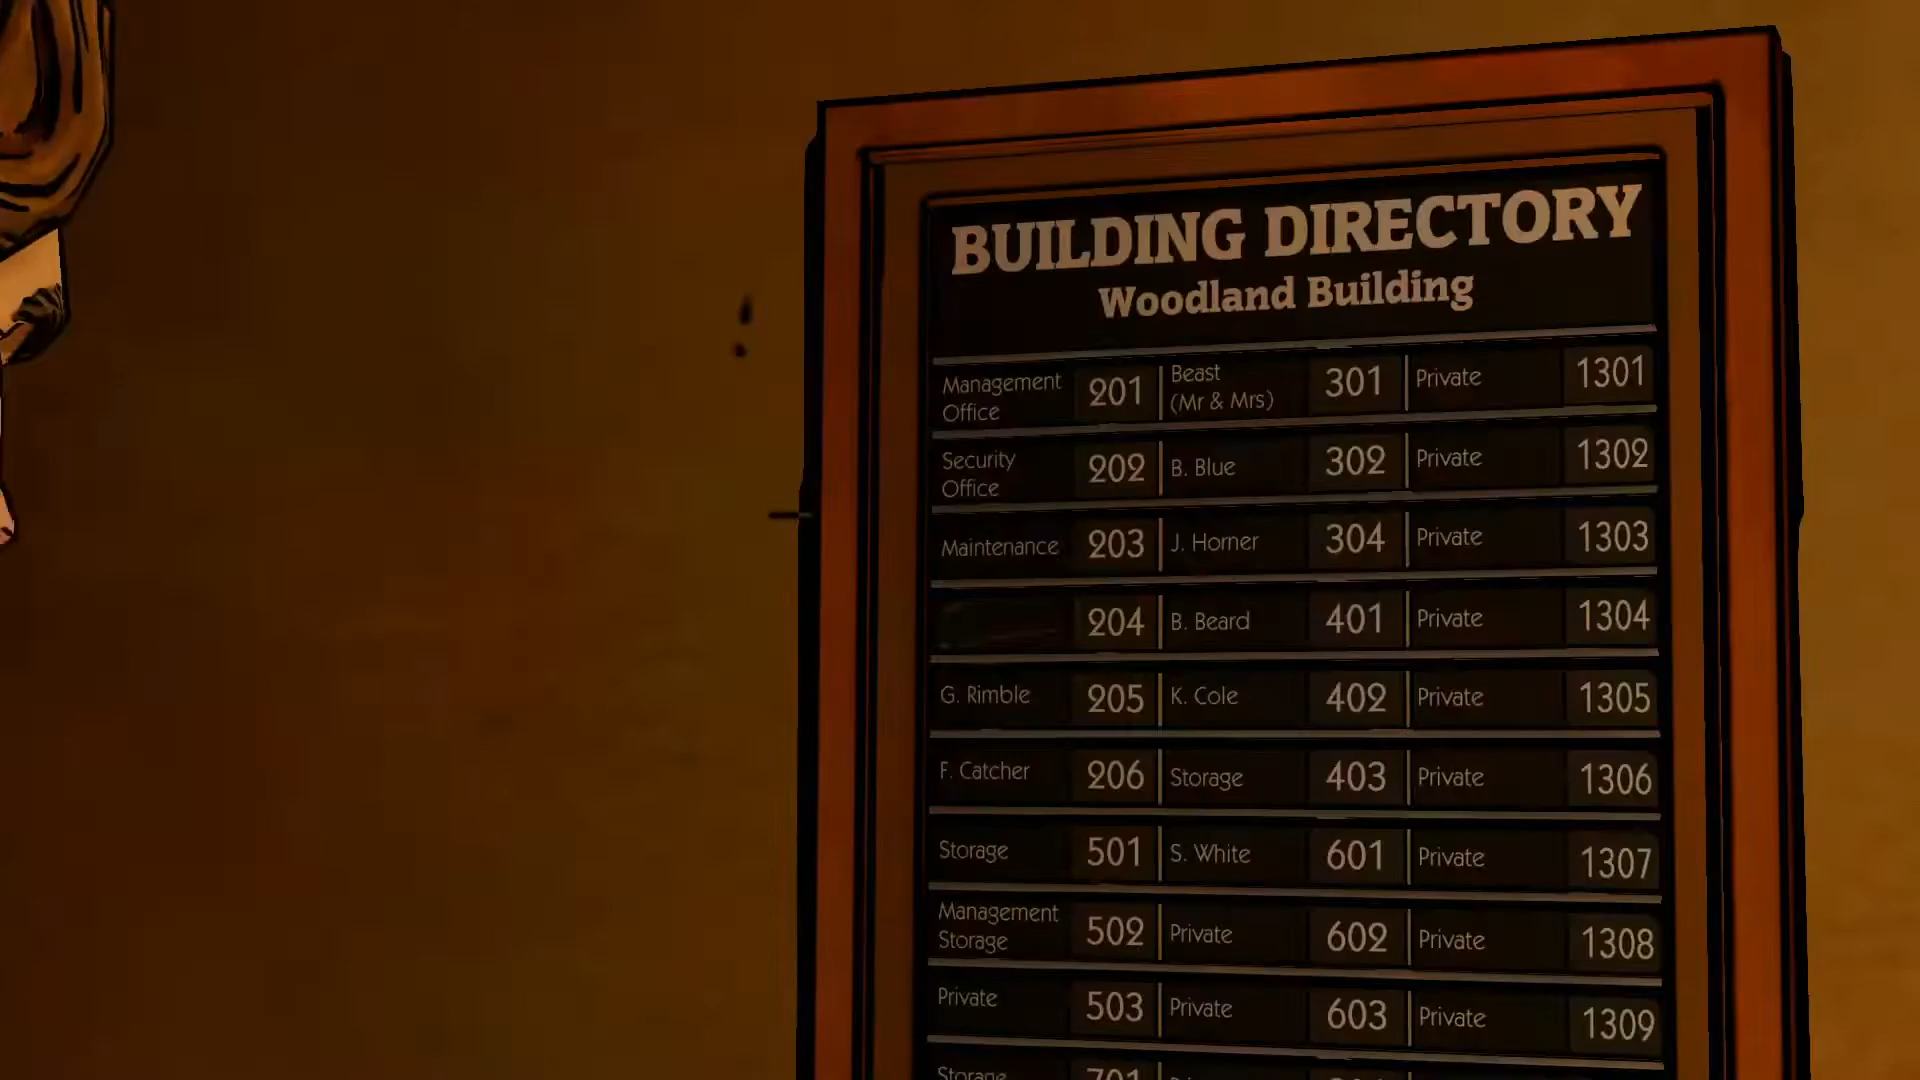 BUILDING DIRECTORY
Woodland Building
Management Office 201 Beast (Mr & Mrs) 301 Private 1301
Security Office 202 B. Blue 302 Private 1302
Maintenance 203 J. Horner 304 Private 1303
204 B. Beard 401 Private 1304
G. Rimble 205 K. Cole 402 Private 1305
F. Catcher 206 Storage 403 Private 1306
Storage 501 S. White 601 Private 1307
Management Storage 502 Private 602 Private 1308
Private 503 Private 603 Private 1309
Storage 701